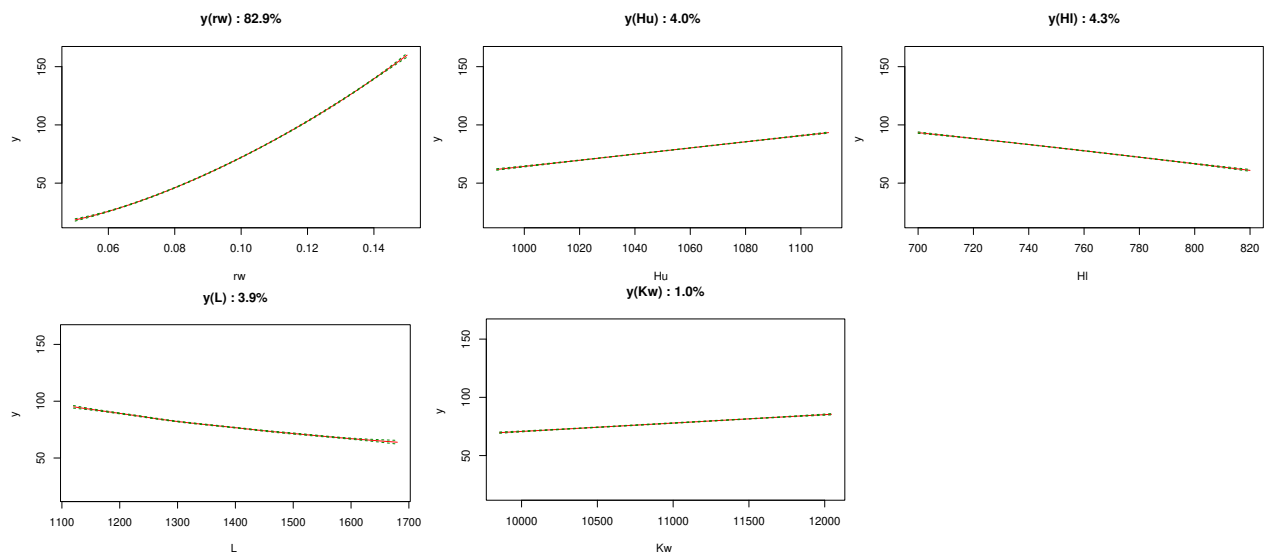 y(rw) : 82.9%
y
50 100 150
0.06 0.08 0.10 0.12 0.14
rw
y(Hu) : 4.0%
y
50 100 150
1000 1020 1040 1060 1080 1100
Hu
y(Hl) : 4.3%
y
50 100 150
700 720 740 760 780 800 820
Hl
y(L) : 3.9%
y
50 100 150
1100 1200 1300 1400 1500 1600 1700
L
y(Kw) : 1.0%
y
50 100 150
10000 10500 11000 11500 12000
Kw